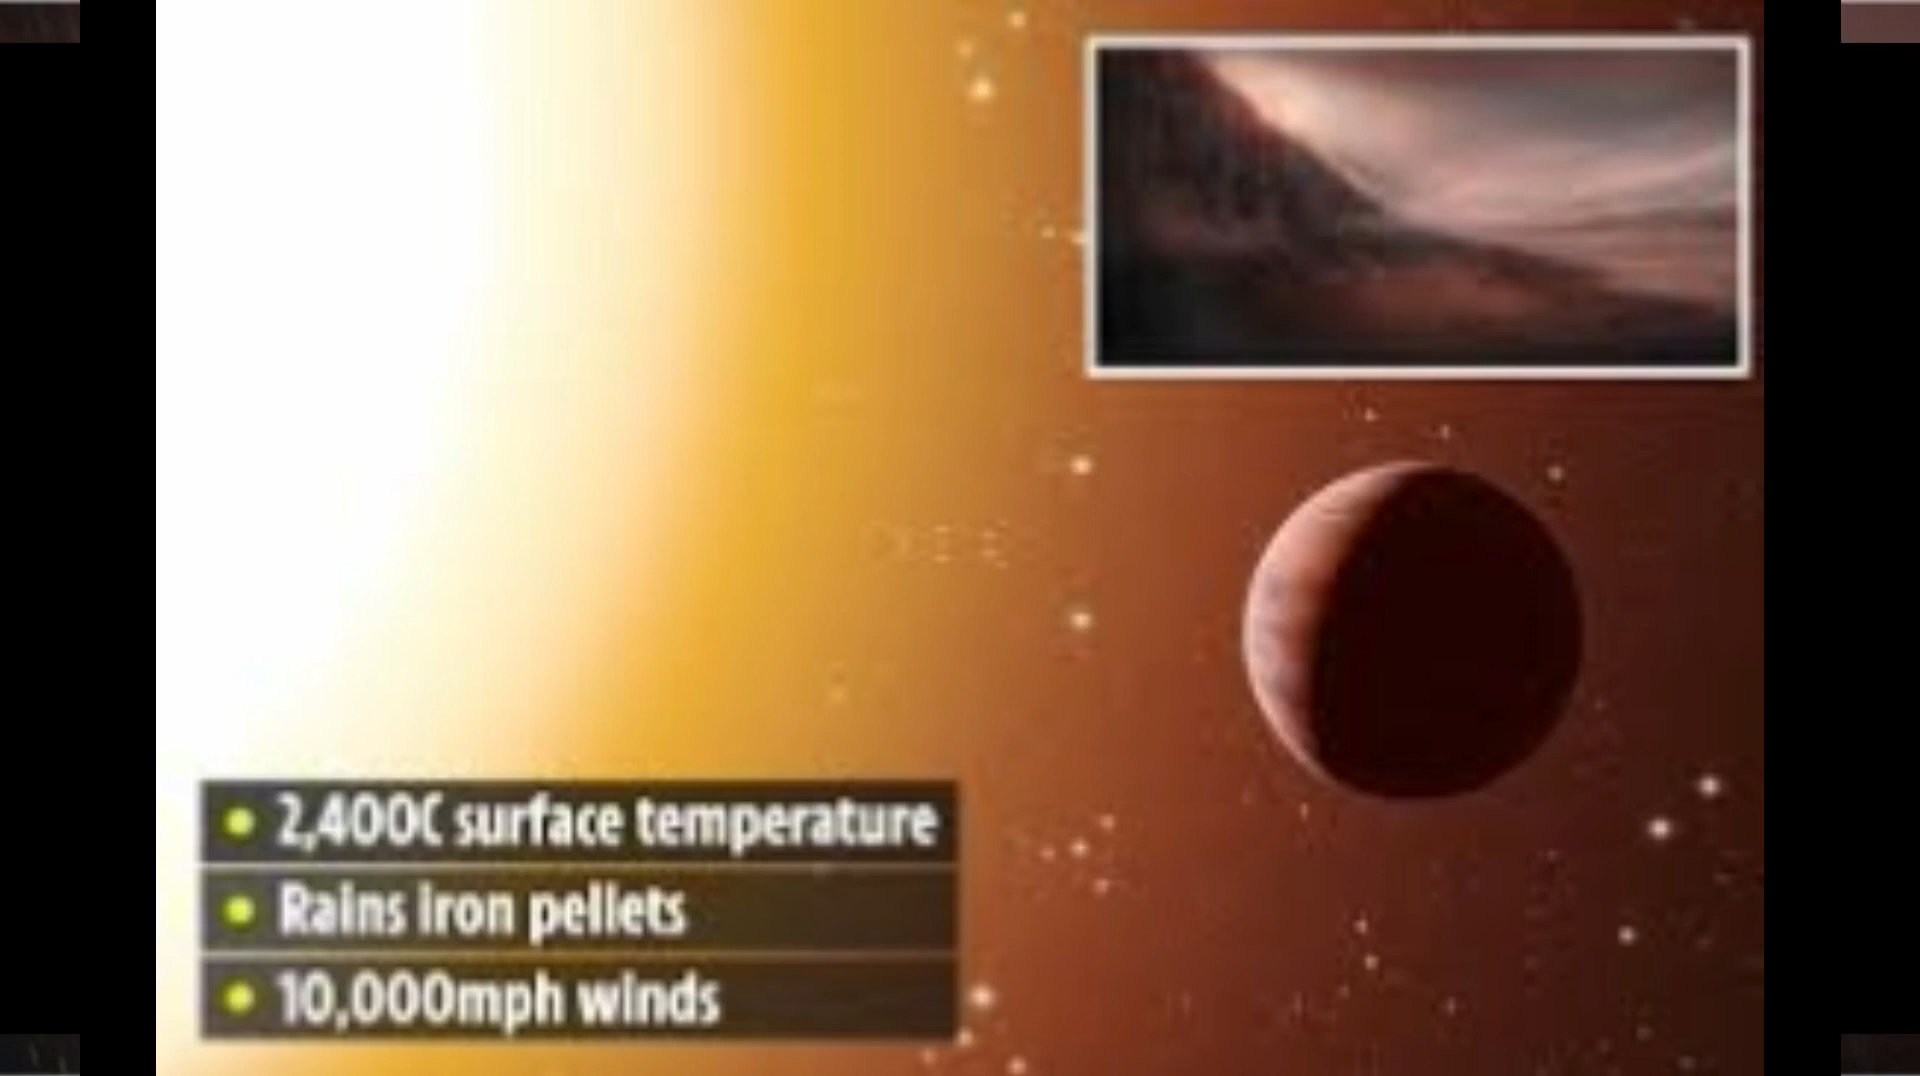 2,400C surface temperature
Rains iron pellets
10,000mph winds